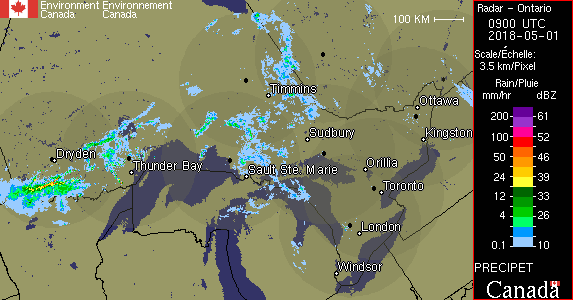 Environment Environnement
Canada Canada
100 KM
Timmins
Ottawa
Sudbury
Kingston
Dryden
Thunder Bay
Sault Ste. Marie
Orillia
Toronto
London
Windsor
Radar - Ontario
0900 UTC
2018-05-01
Scale/Échelle:
3.5 km/Pixel
Rain/Pluie
mm/hr dBZ
200 61
100 52
50 46
24 39
12 33
4 26
0.1 10
PRECIPET
Canada